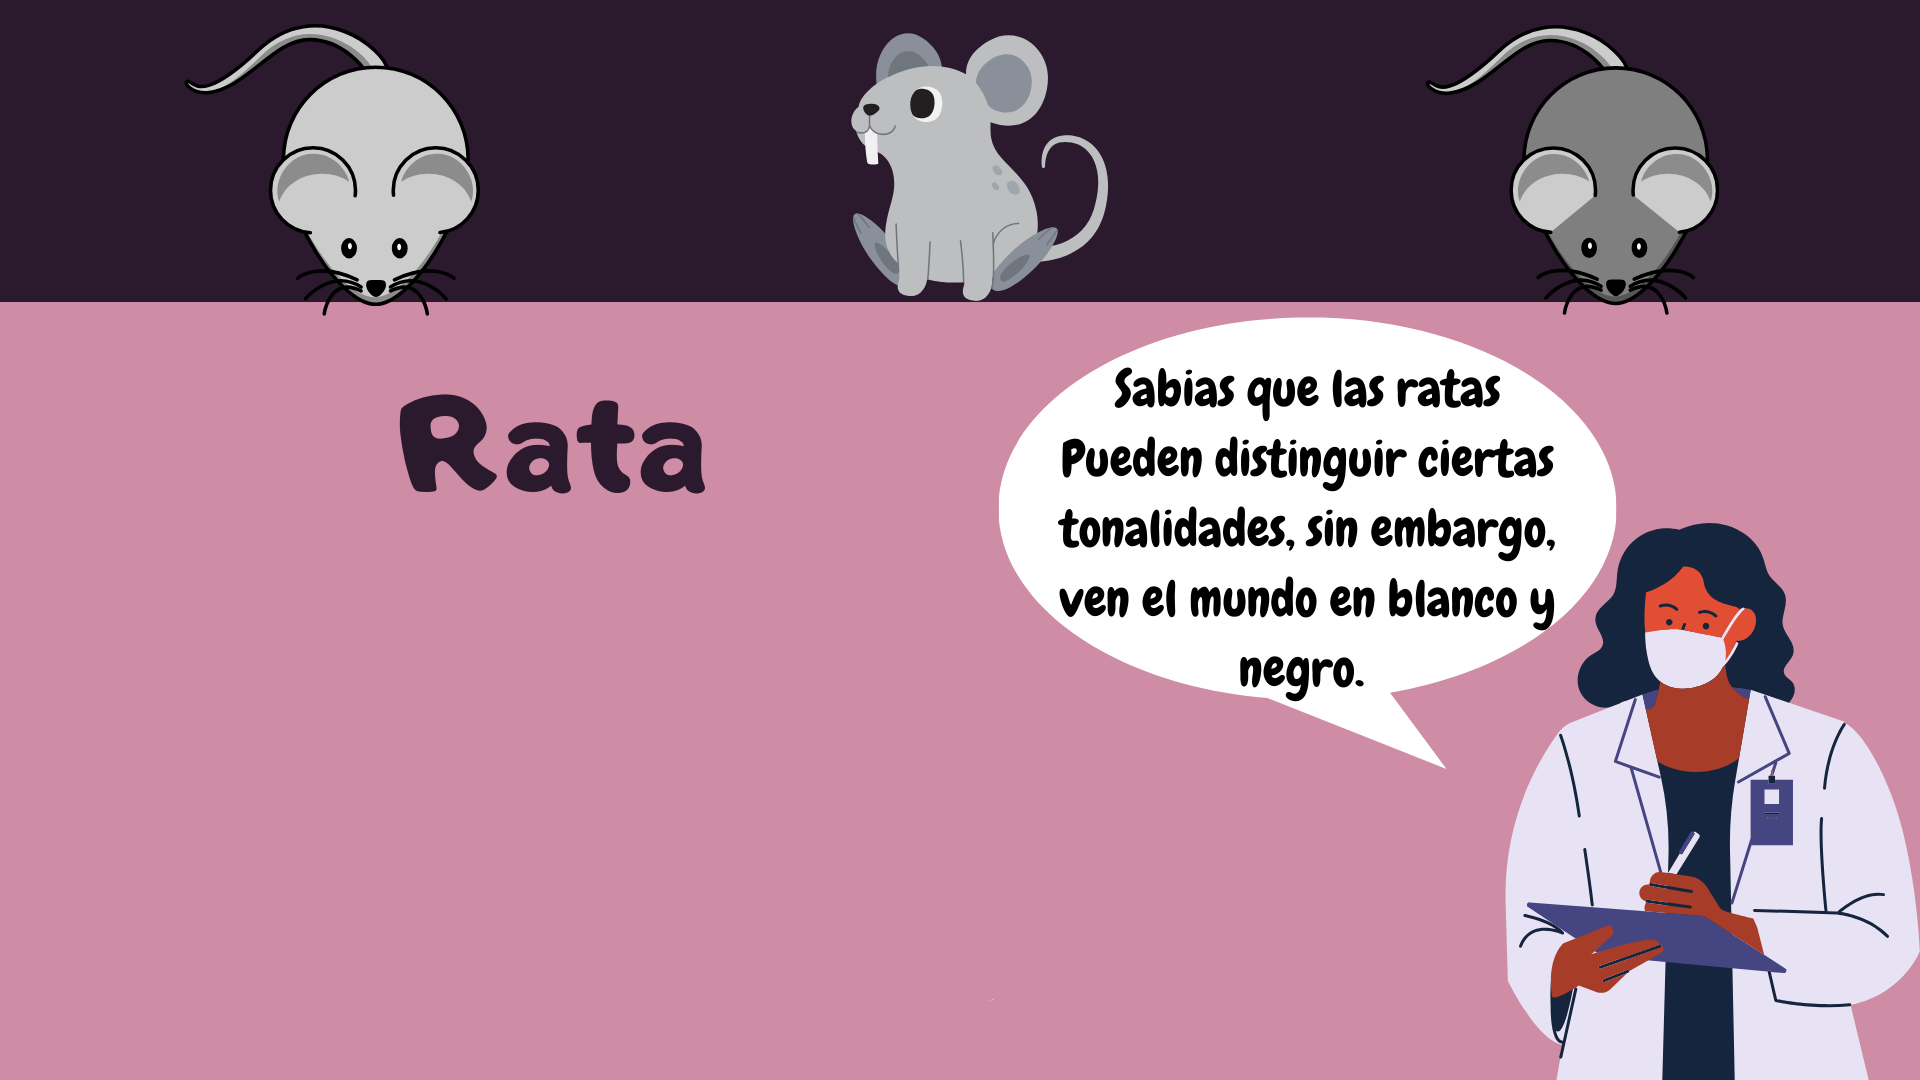 Rata
Sabias que las ratas
Pueden distinguir ciertas
tonalidades, sin embargo,
ven el mundo en blanco y
negro.